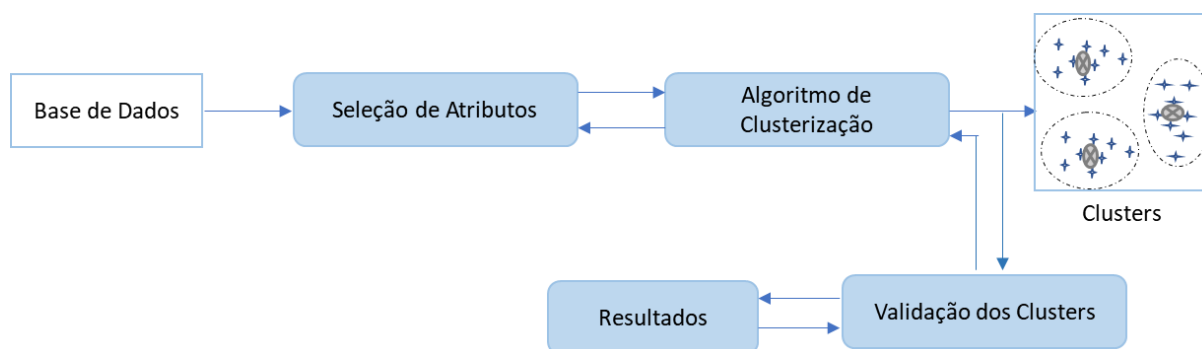 Base de Dados
Seleção de Atributos
Algoritmo de
Clusterização
Clusters
Resultados
Validação dos Clusters